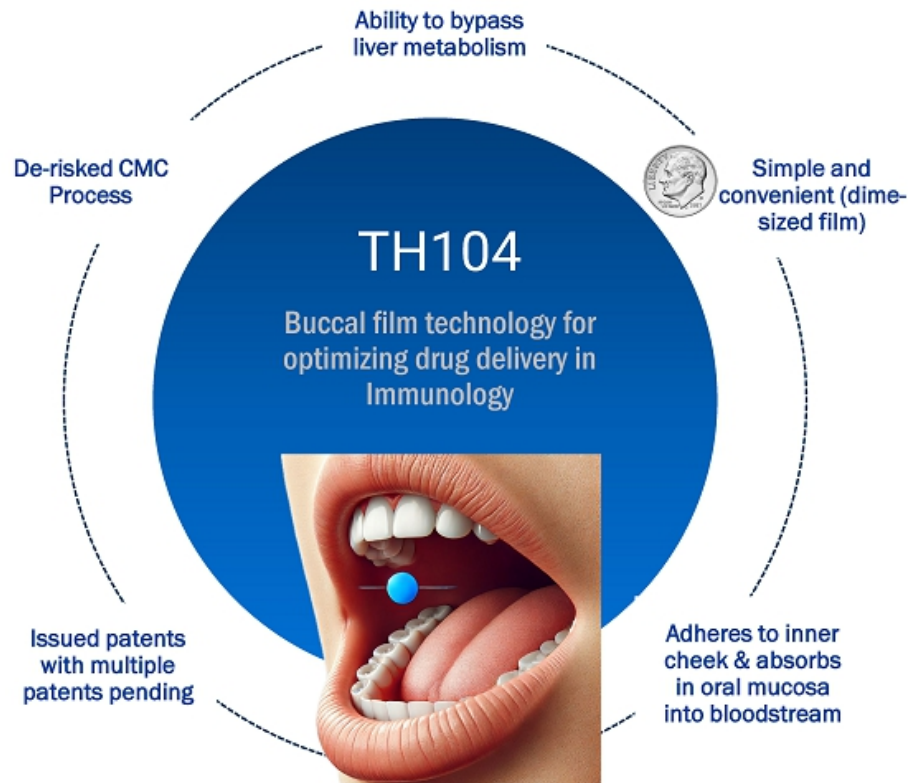 Ability to bypass
liver metabolism
De-risked CMC
Process
LIBERTY
Simple and
convenient (dime-
sized film)
TH104
Buccal film technology for
optimizing drug delivery in
Immunology
Issued patents
with multiple
patents pending
Adheres to inner
cheek & absorbs
in oral mucosa
into bloodstream